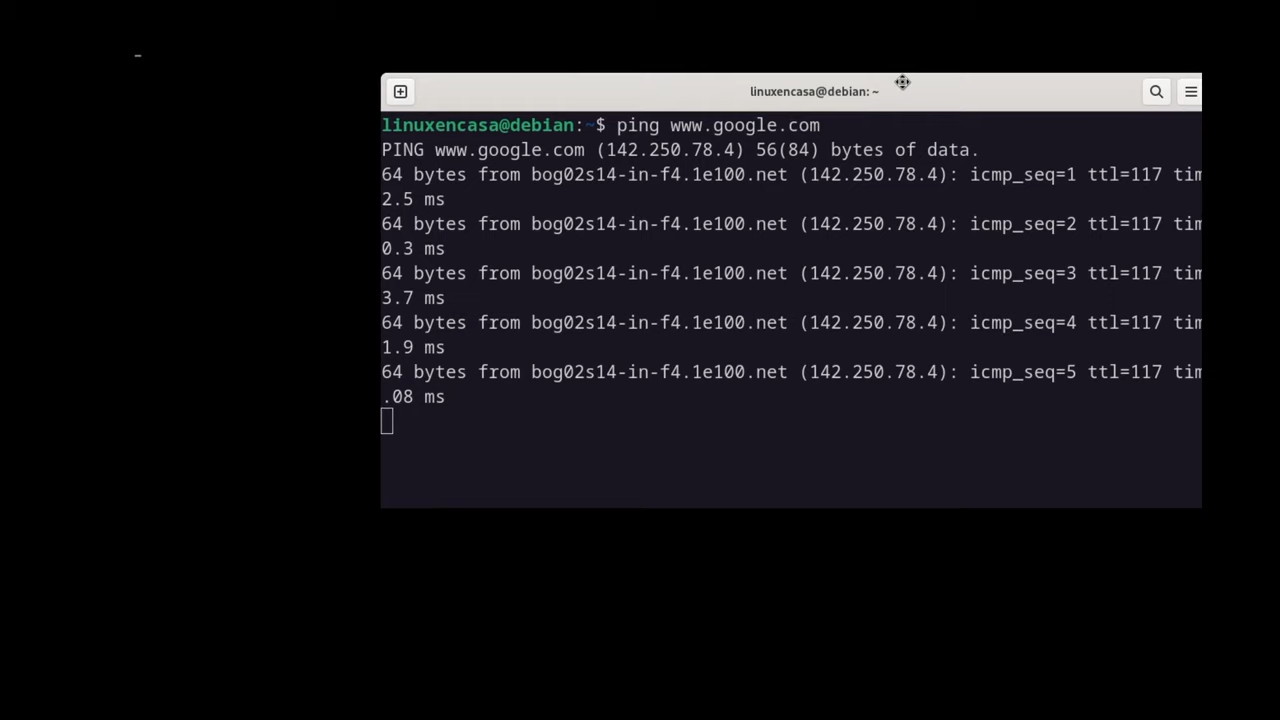 linuxencasa@debian: ~
linuxencasa@debian:~$ ping www.google.com
PING www.google.com (142.250.78.4) 56(84) bytes of data.
64 bytes from bog02s14-in-f4.1e100.net (142.250.78.4): icmp_seq=1 ttl=117 tim
2.5 ms
64 bytes from bog02s14-in-f4.1e100.net (142.250.78.4): icmp_seq=2 ttl=117 tim
0.3 ms
64 bytes from bog02s14-in-f4.1e100.net (142.250.78.4): icmp_seq=3 ttl=117 tim
3.7 ms
64 bytes from bog02s14-in-f4.1e100.net (142.250.78.4): icmp_seq=4 ttl=117 tim
1.9 ms
64 bytes from bog02s14-in-f4.1e100.net (142.250.78.4): icmp_seq=5 ttl=117 tim
.08 ms